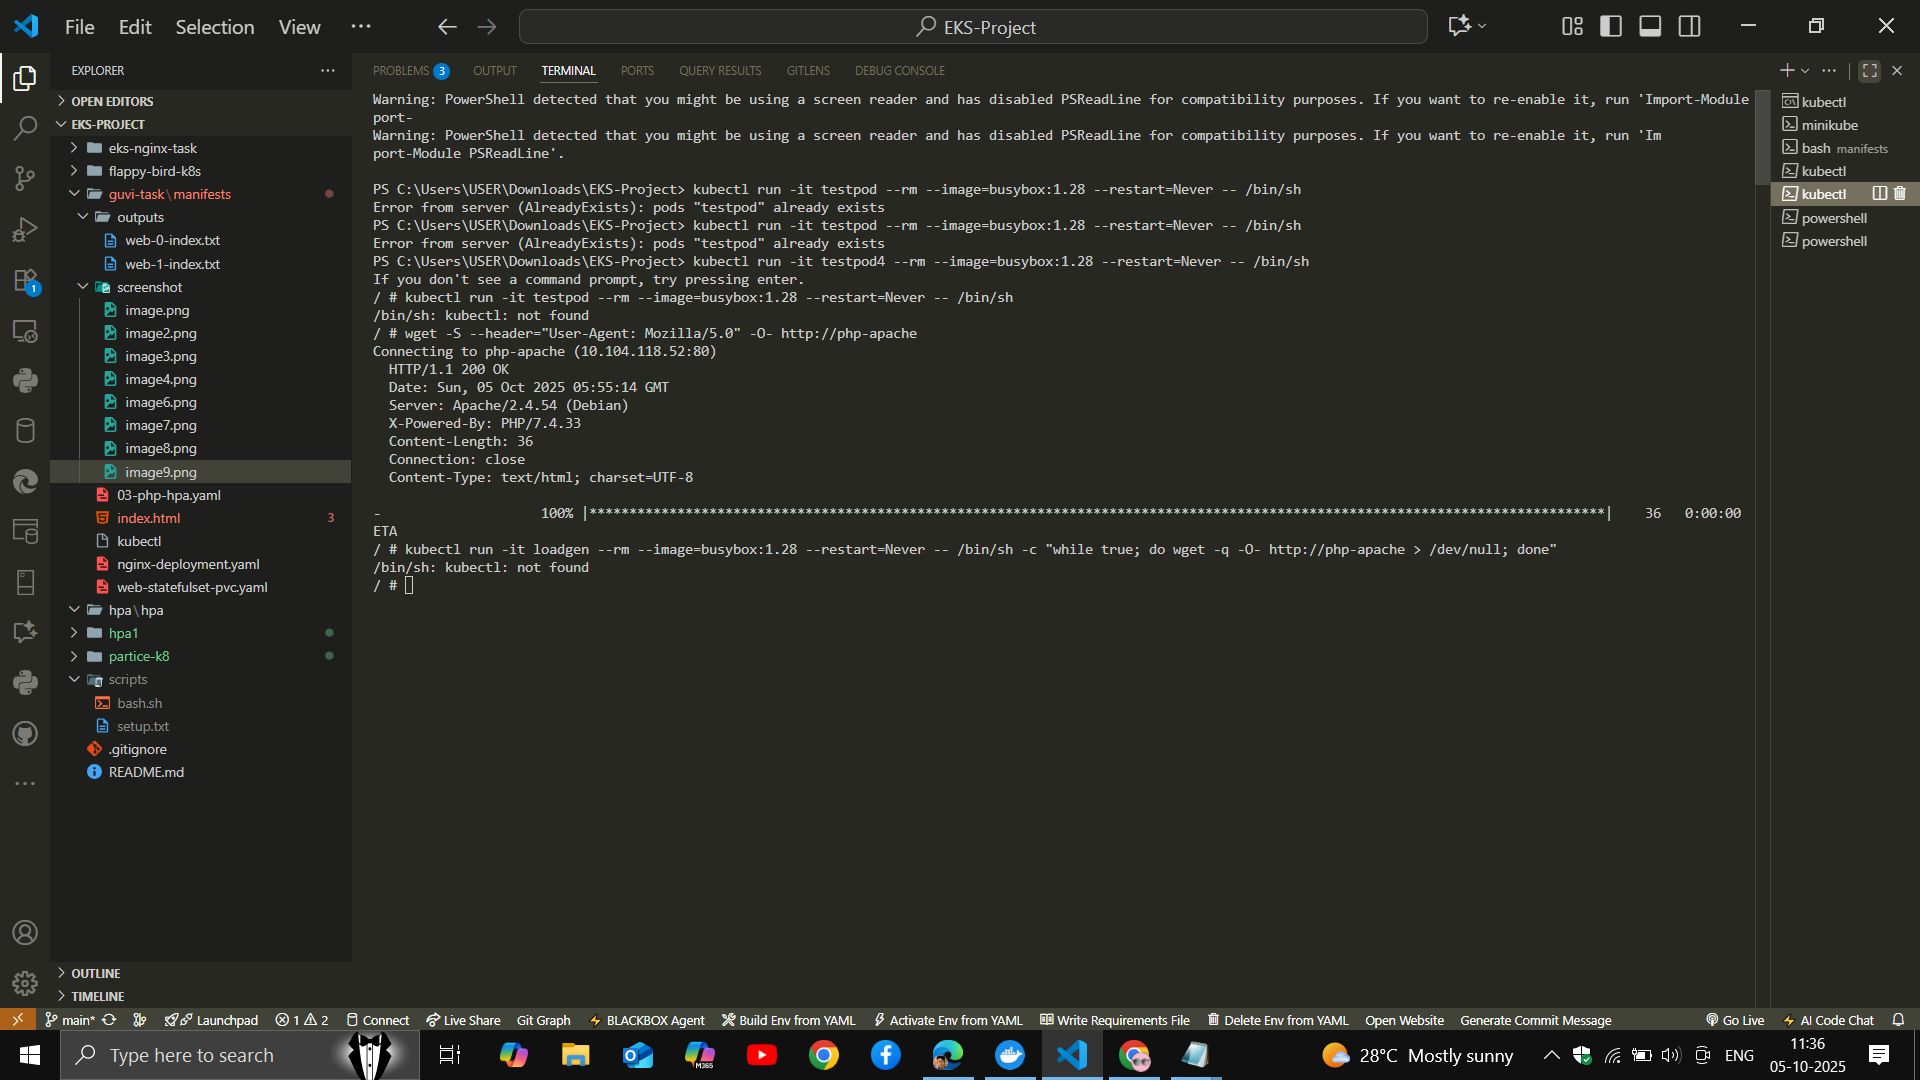 File Edit Selection View ··· EKS-Project
EXPLORER
OPEN EDITORS
EKS-PROJECT
eks-nginx-task
flappy-bird-k8s
guvi-task\manifests
outputs
web-0-index.txt
web-1-index.txt
screenshot
image.png
image2.png
image3.png
image4.png
image6.png
image7.png
image8.png
image9.png
03-php-hpa.yaml
index.html 3
kubectl
nginx-deployment.yaml
web-statefulset-pvc.yaml
hpa\hpa
hpa1
partice-k8
scripts
bash.sh
setup.txt
.gitignore
README.md
OUTLINE
TIMELINE
1
PROBLEMS 3 OUTPUT TERMINAL PORTS QUERY RESULTS GITLENS DEBUG CONSOLE
Warning: PowerShell detected that you might be using a screen reader and has disabled PSReadLine for compatibility purposes. If you want to re-enable it, run 'Import-Module
port-
Warning: PowerShell detected that you might be using a screen reader and has disabled PSReadLine for compatibility purposes. If you want to re-enable it, run 'Im
port-Module PSReadLine'.
PS C:\Users\USER\Downloads\EKS-Project> kubectl run -it testpod --rm --image=busybox:1.28 --restart=Never -- /bin/sh
Error from server (AlreadyExists): pods "testpod" already exists
PS C:\Users\USER\Downloads\EKS-Project> kubectl run -it testpod --rm --image=busybox:1.28 --restart=Never -- /bin/sh
Error from server (AlreadyExists): pods "testpod" already exists
PS C:\Users\USER\Downloads\EKS-Project> kubectl run -it testpod4 --rm --image=busybox:1.28 --restart=Never -- /bin/sh
If you don't see a command prompt, try pressing enter.
/ # kubectl run -it testpod --rm --image=busybox:1.28 --restart=Never -- /bin/sh
/bin/sh: kubectl: not found
/ # wget -S --header="User-Agent: Mozilla/5.0" -O- http://php-apache
Connecting to php-apache (10.104.118.52:80)
HTTP/1.1 200 OK
Date: Sun, 05 Oct 2025 05:55:14 GMT
Server: Apache/2.4.54 (Debian)
X-Powered-By: PHP/7.4.33
Content-Length: 36
Connection: close
Content-Type: text/html; charset=UTF-8
- 100% |*******************************************************************************************************************************| 36 0:00:00
ETA
/ # kubectl run -it loadgen --rm --image=busybox:1.28 --restart=Never -- /bin/sh -c "while true; do wget -q -O- http://php-apache > /dev/null; done"
/bin/sh: kubectl: not found
/ #
kubectl
minikube
bash manifests
kubectl
kubectl
powershell
powershell
main* Launchpad 1 2 Connect Live Share Git Graph BLACKBOX Agent Build Env from YAML Activate Env from YAML Write Requirements File Delete Env from YAML Open Website Generate Commit Message Go Live AI Code Chat
Type here to search M365 28°C Mostly sunny ENG 11:36
05-10-2025